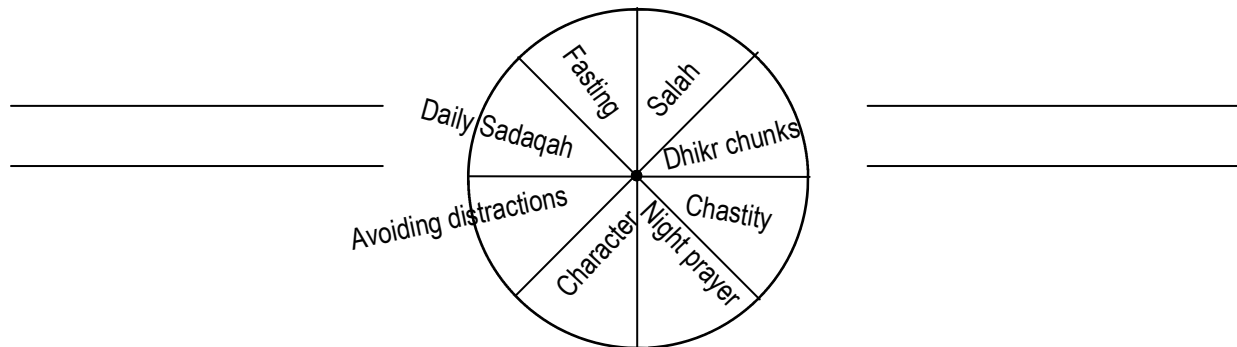 Fasting
Salah
Daily Sadaqah
Dhikr chunks
Avoiding distractions
Chastity
Character
Night prayer